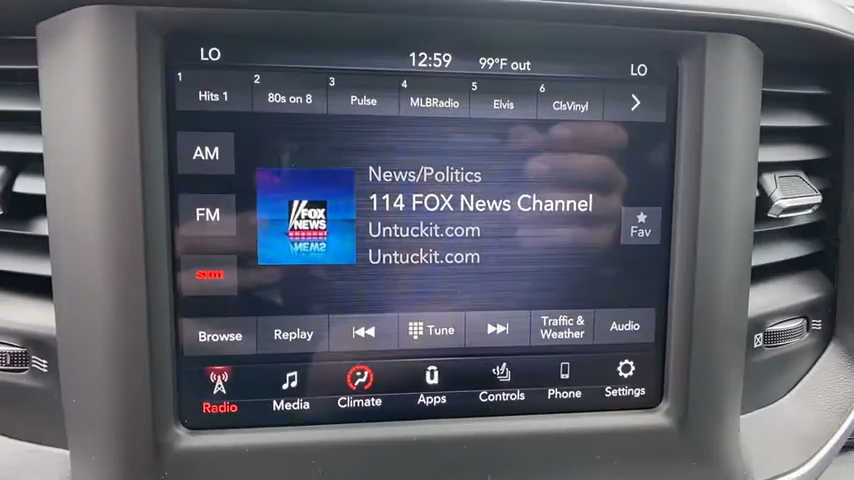 LO 12:59 99°F out LO
1 Hits 1 2 80s on 8 3 Pulse 4 MLBRadio 5 Elvis 6 ClsVinyl
AM
FM
sxm
FOX
NEWS
channel
News/Politics
114 FOX News Channel
Untuckit.com
Untuckit.com
Fav
Browse Replay Tune Traffic & Weather Audio
Radio Media Climate Apps Controls Phone Settings